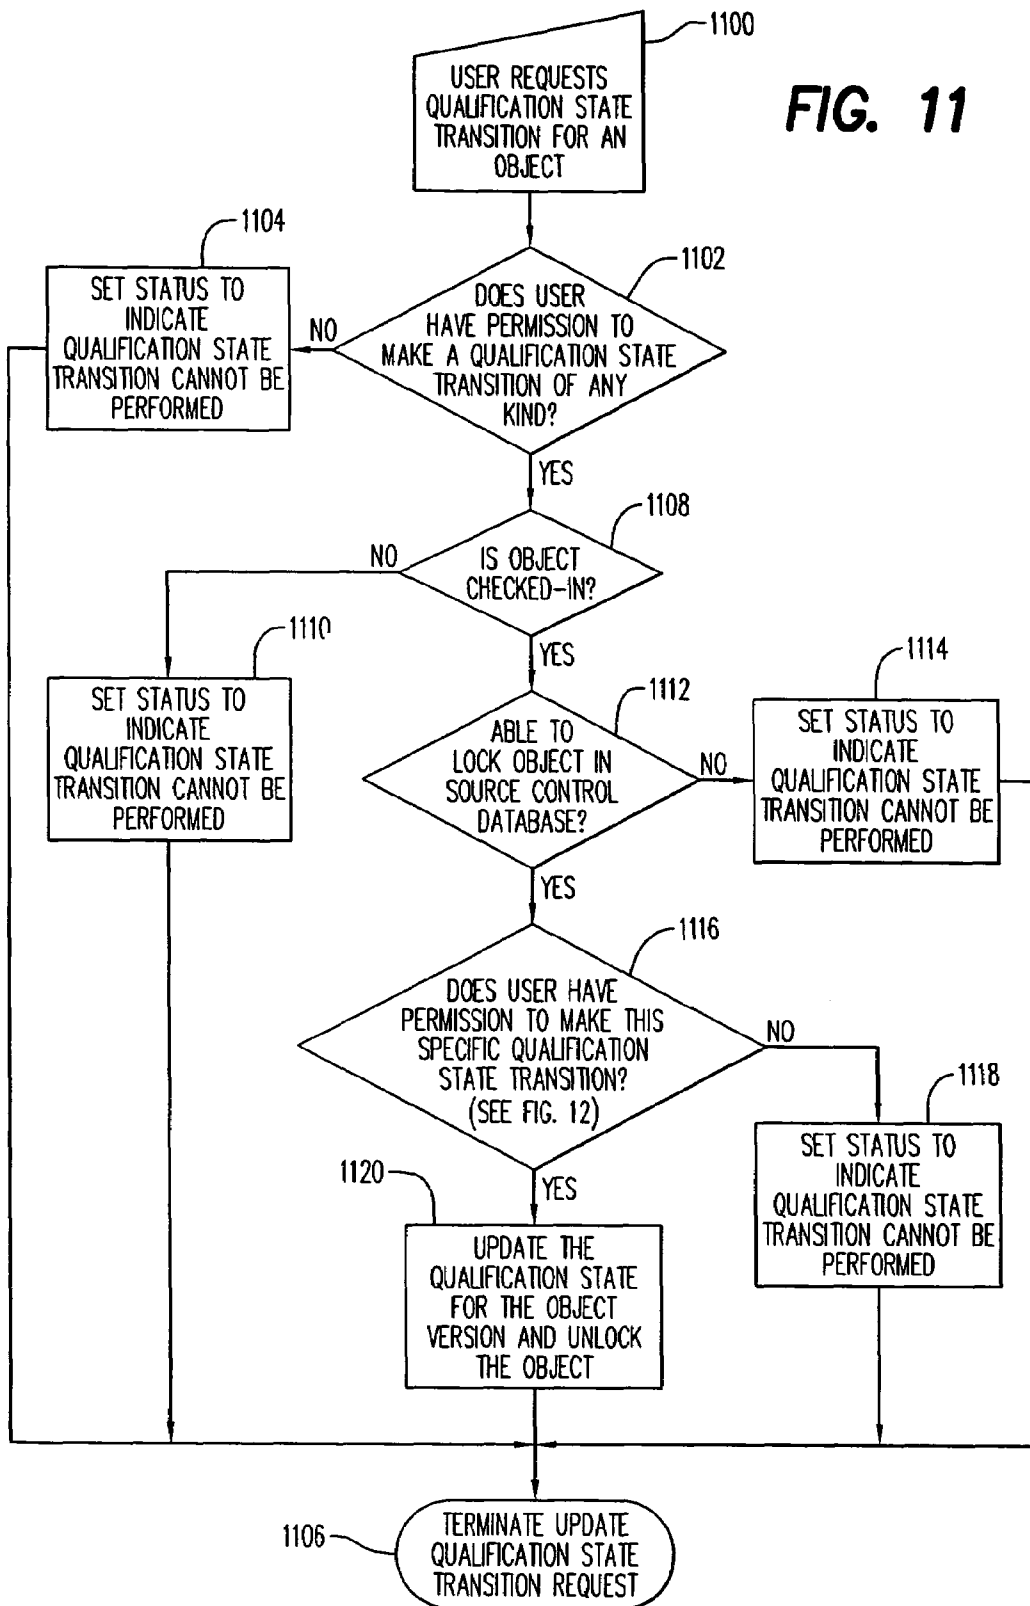 FIG. 11
1100
USER REQUESTS
QUALIFICATION STATE
TRANSITION FOR AN
OBJECT
1102
DOES USER
HAVE PERMISSION TO
MAKE A QUALIFICATION STATE
TRANSITION OF ANY
KIND?
NO
1104
SET STATUS TO
INDICATE
QUALIFICATION STATE
TRANSITION CANNOT BE
PERFORMED
YES
1108
IS OBJECT
CHECKED-IN?
NO
1110
SET STATUS TO
INDICATE
QUALIFICATION STATE
TRANSITION CANNOT BE
PERFORMED
YES
1112
ABLE TO
LOCK OBJECT IN
SOURCE CONTROL
DATABASE?
NO
1114
SET STATUS TO
INDICATE
QUALIFICATION STATE
TRANSITION CANNOT BE
PERFORMED
YES
1116
DOES USER HAVE
PERMISSION TO MAKE THIS
SPECIFIC QUALIFICATION
STATE TRANSITION?
(SEE FIG. 12)
NO
1118
SET STATUS TO
INDICATE
QUALIFICATION STATE
TRANSITION CANNOT BE
PERFORMED
YES
1120
UPDATE THE
QUALIFICATION STATE
FOR THE OBJECT
VERSION AND UNLOCK
THE OBJECT
1106
TERMINATE UPDATE
QUALIFICATION STATE
TRANSITION REQUEST